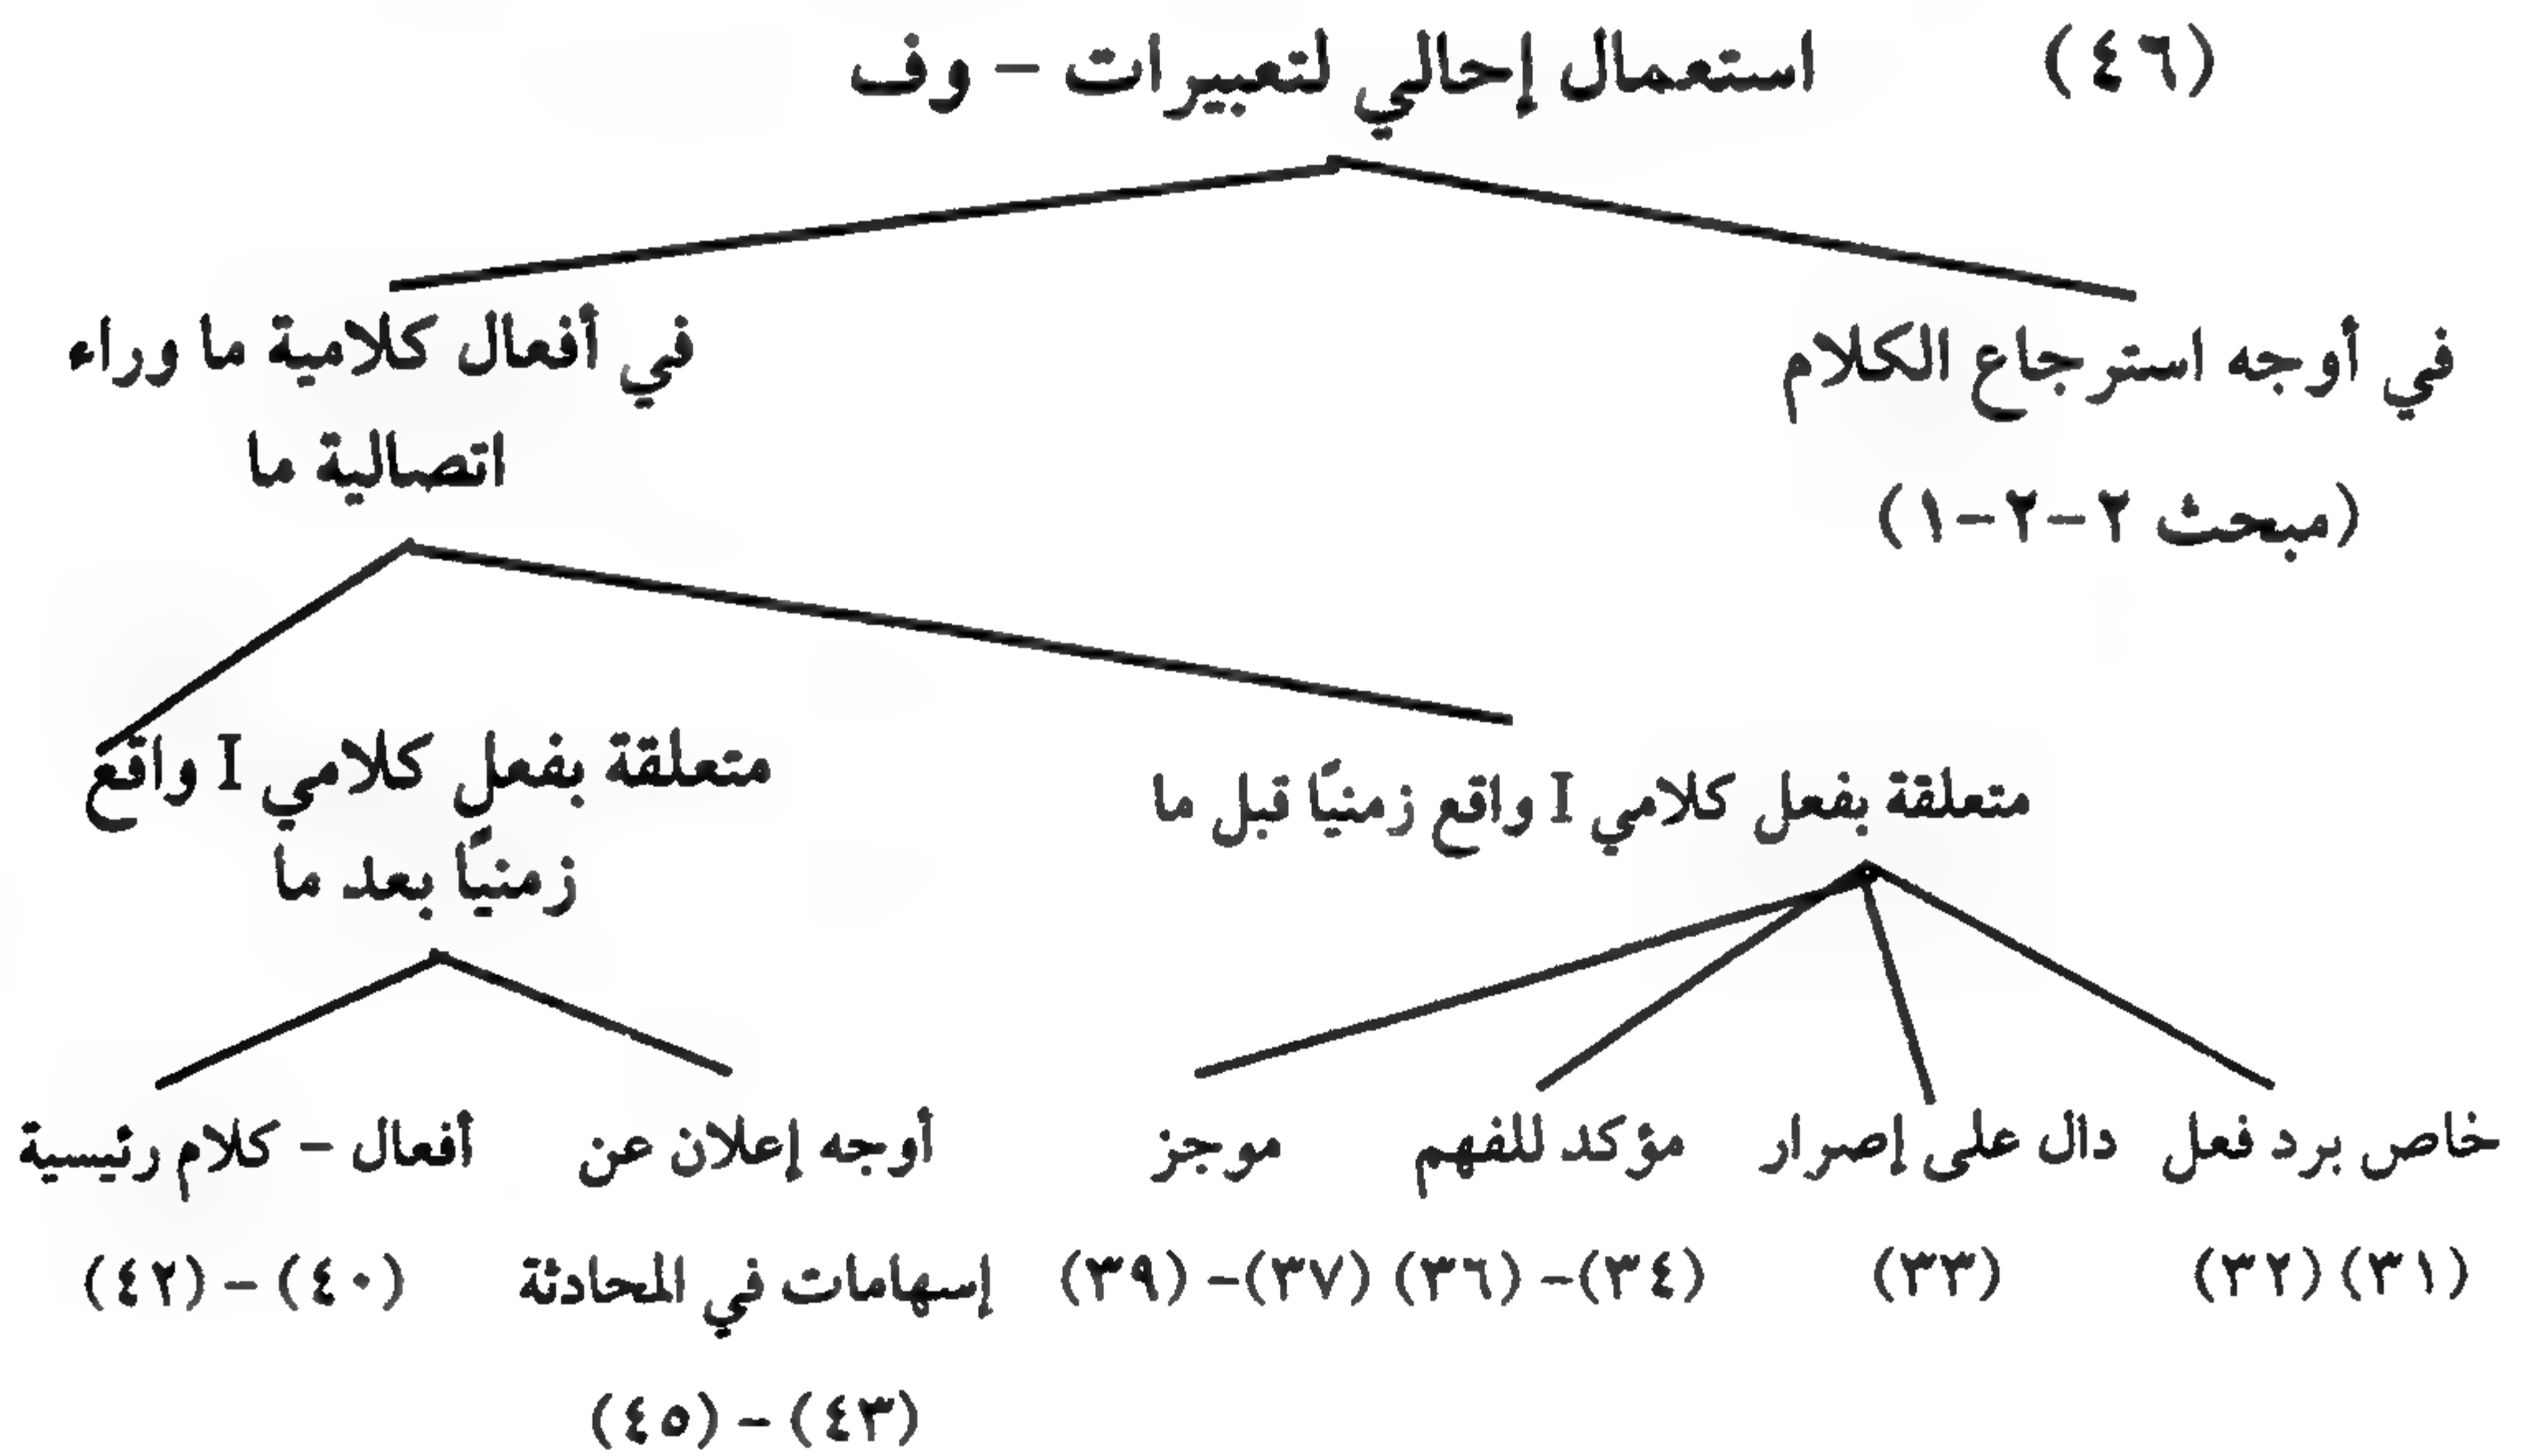 (٤٦) استعمال إحالي لتعبيرات – وف
في أوجه استرجاع الكلام
(مبحث ٢-٢-١)
في أفعال كلامية ما وراء
اتصالية ما
متعلقة بفعل كلامي I واقع زمنيًا قبل ما
متعلقة بفعل كلامي I واقع
زمنيًا بعد ما
خاص برد فعل
(٣١) (٣٢)
دال على إصرار
(٣٣)
مؤكد للفهم
(٣٤)– (٣٦)
موجز
(٣٧)– (٣٩)
أوجه إعلان عن
إسهامات في المحادثة
(٤٣) – (٤٥)
أفعال – كلام رئيسية
(٤٠) – (٤٢)